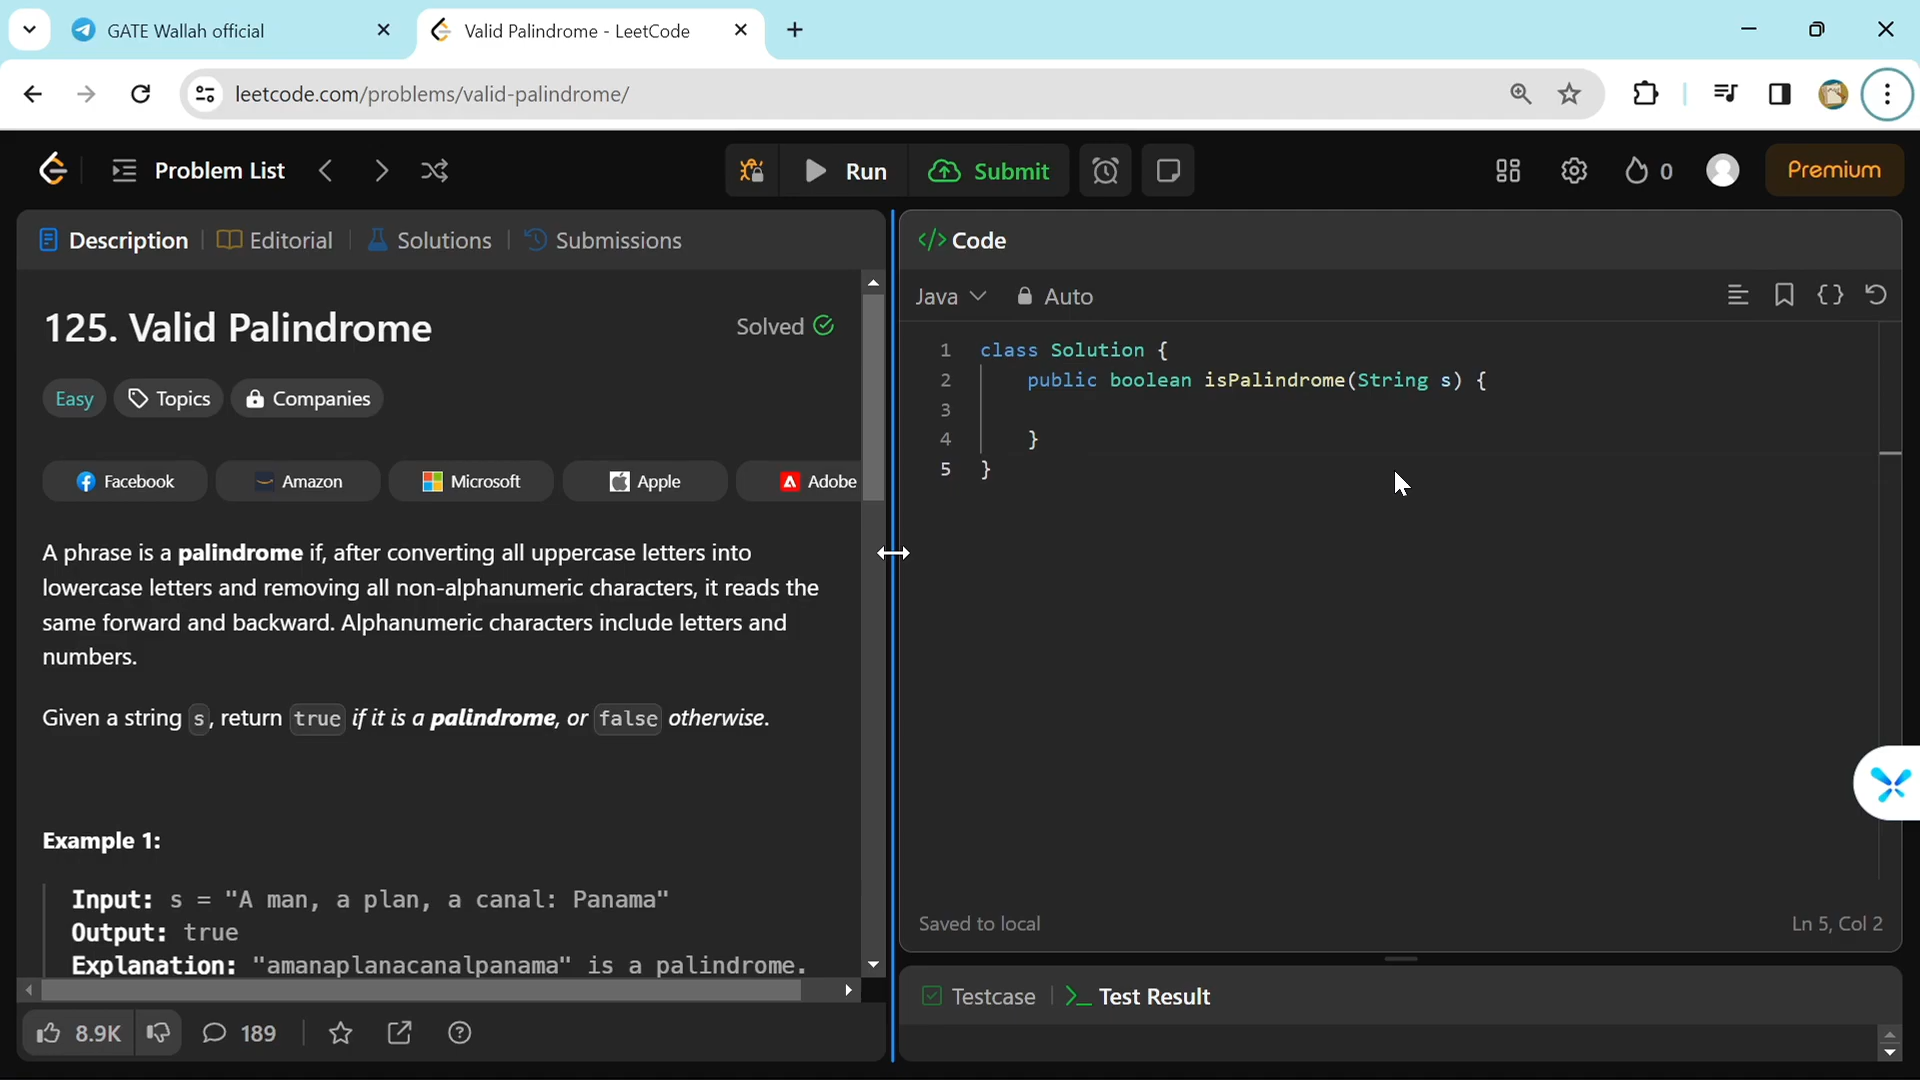 GATE Wallah official
Valid Palindrome - LeetCode
leetcode.com/problems/valid-palindrome/
Problem List
Run
Submit
0
Premium
Description
Editorial
Solutions
Submissions
</> Code
Java
Auto
125. Valid Palindrome
Solved
Easy
Topics
Companies
Facebook
Amazon
Microsoft
Apple
Adobe
A phrase is a palindrome if, after converting all uppercase letters into
lowercase letters and removing all non-alphanumeric characters, it reads the
same forward and backward. Alphanumeric characters include letters and
numbers.
Given a string s, return true if it is a palindrome, or false otherwise.
Example 1:
Input: s = "A man, a plan, a canal: Panama"
Output: true
Explanation: "amanaplanacanalpanama" is a palindrome.
8.9K
189
1 class Solution {
2 public boolean isPalindrome(String s) {
3
4 }
5 }
Saved to local
Ln 5, Col 2
Testcase
Test Result